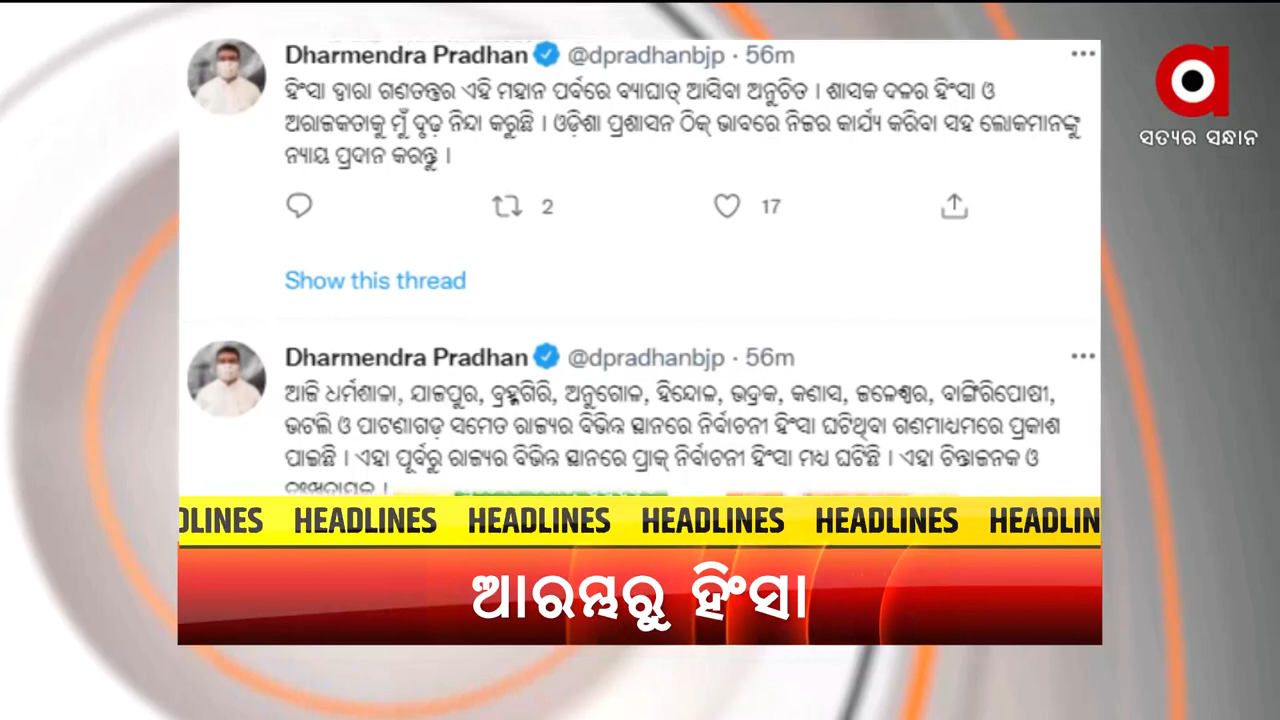 Dharmendra Pradhan @dpradhanbjp · 56m
ହିଂସା ଦ୍ୱାରା ଗଣତନ୍ତ୍ରର ଏହି ମହାନ ପର୍ବରେ ବ୍ୟାଘାତ୍ ଆସିବା ଅନୁଚିତ । ଶାସକ ଦଳର ହିଂସା ଓ
ଅରାଜକତାକୁ ମୁଁ ଦୃଢ଼ ନିନ୍ଦା କରୁଛି । ଓଡ଼ିଶା ପ୍ରଶାସନ ଠିକ୍ ଭାବରେ ନିଜର କାର୍ଯ୍ୟ କରିବା ସହ ଲୋକମାନଙ୍କୁ
ନ୍ୟାୟ ପ୍ରଦାନ କରନ୍ତୁ ।
2 17
Show this thread
Dharmendra Pradhan @dpradhanbjp · 56m
ଆଜି ଧର୍ମଶାଳା, ଯାଜପୁର, ବ୍ରହ୍ମଗିରି, ଅନୁଗୋଳ, ହିନ୍ଦୋଳ, ଭଦ୍ରକ, କଣାସ, ଜଳେଶ୍ୱର, ବାଙ୍ଗିରିପୋଷୀ,
ଭଟଲି ଓ ପାଟଣାଗଡ଼ ସମେତ ରାଜ୍ୟର ବିଭିନ୍ନ ସ୍ଥାନରେ ନିର୍ବାଚନୀ ହିଂସା ଘଟିଥିବା ଗଣମାଧ୍ୟମରେ ପ୍ରକାଶ
ପାଇଛି । ଏହା ପୂର୍ବରୁ ରାଜ୍ୟର ବିଭିନ୍ନ ସ୍ଥାନରେ ପ୍ରାକ୍ ନିର୍ବାଚନୀ ହିଂସା ମଧ୍ୟ ଘଟିଛି । ଏହା ଚିନ୍ତାଜନକ ଓ
DLINES HEADLINES HEADLINES HEADLINES HEADLINES HEADLIN
ଆରମ୍ଭରୁ ହିଂସା
a
ସତ୍ୟର ସନ୍ଧାନ